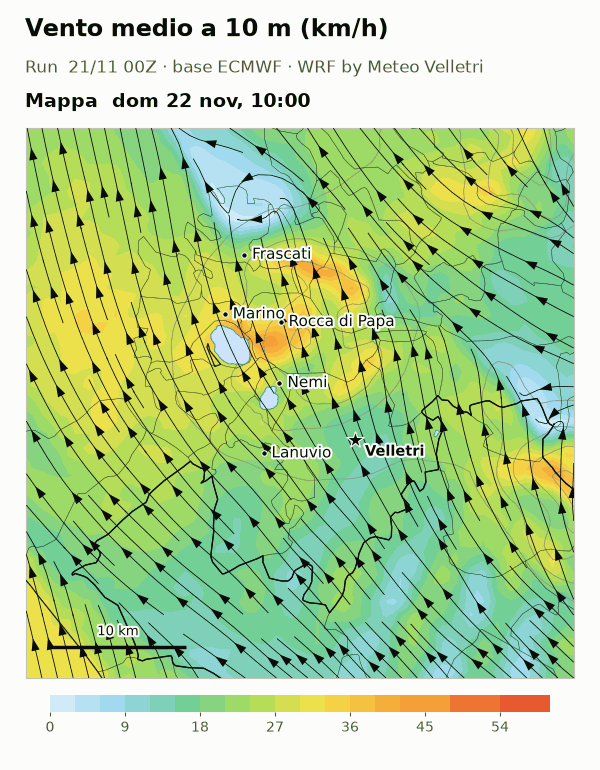 Vento medio a 10 m (km/h)
Run 21/11 00Z · base ECMWF · WRF by Meteo Velletri
Mappa dom 22 nov, 10:00
Frascati
Marino
Rocca di Papa
Nemi
Velletri
Lanuvio
10 km
0 9 18 27 36 45 54